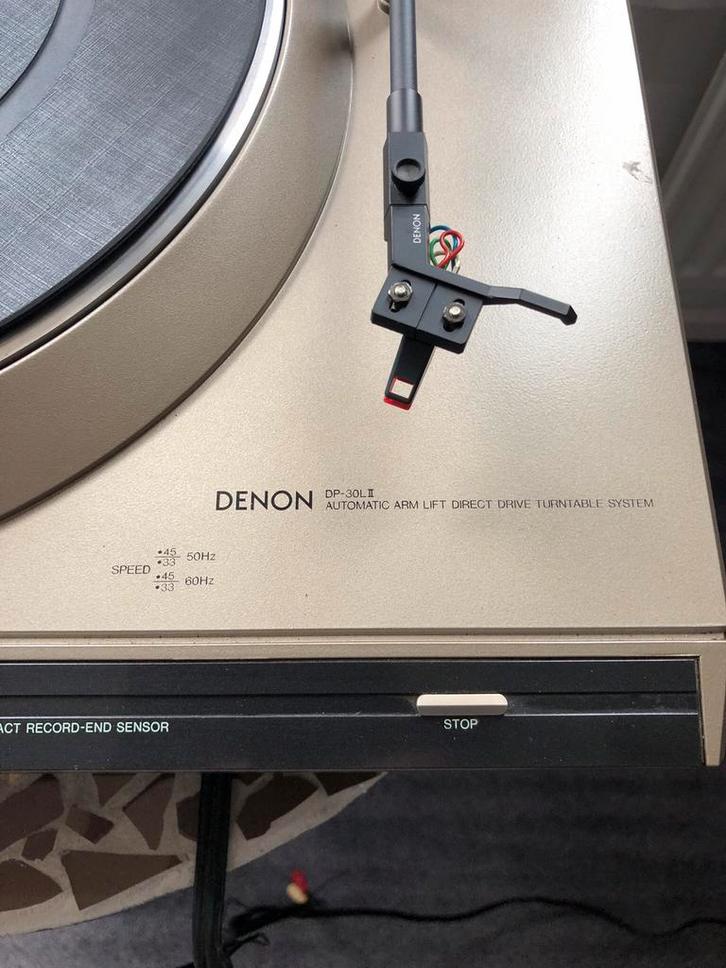 DENON
DENON DP-30LII
AUTOMATIC ARM LIFT DIRECT DRIVE TURNTABLE SYSTEM
SPEED •45 •33 50Hz
•45 •33 60Hz
ACT RECORD-END SENSOR
STOP